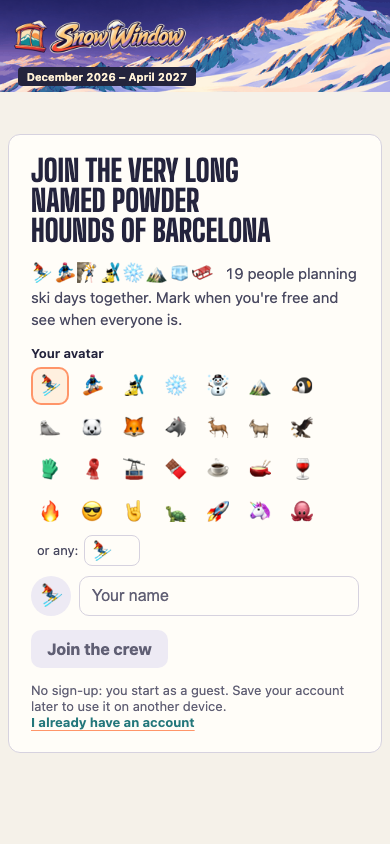 SnowWindow
December 2026 – April 2027
JOIN THE VERY LONG
NAMED POWDER
HOUNDS OF BARCELONA
19 people planning
ski days together. Mark when you're free and
see when everyone is.
Your avatar
or any:
Your name
Join the crew
No sign-up: you start as a guest. Save your account
later to use it on another device.
I already have an account